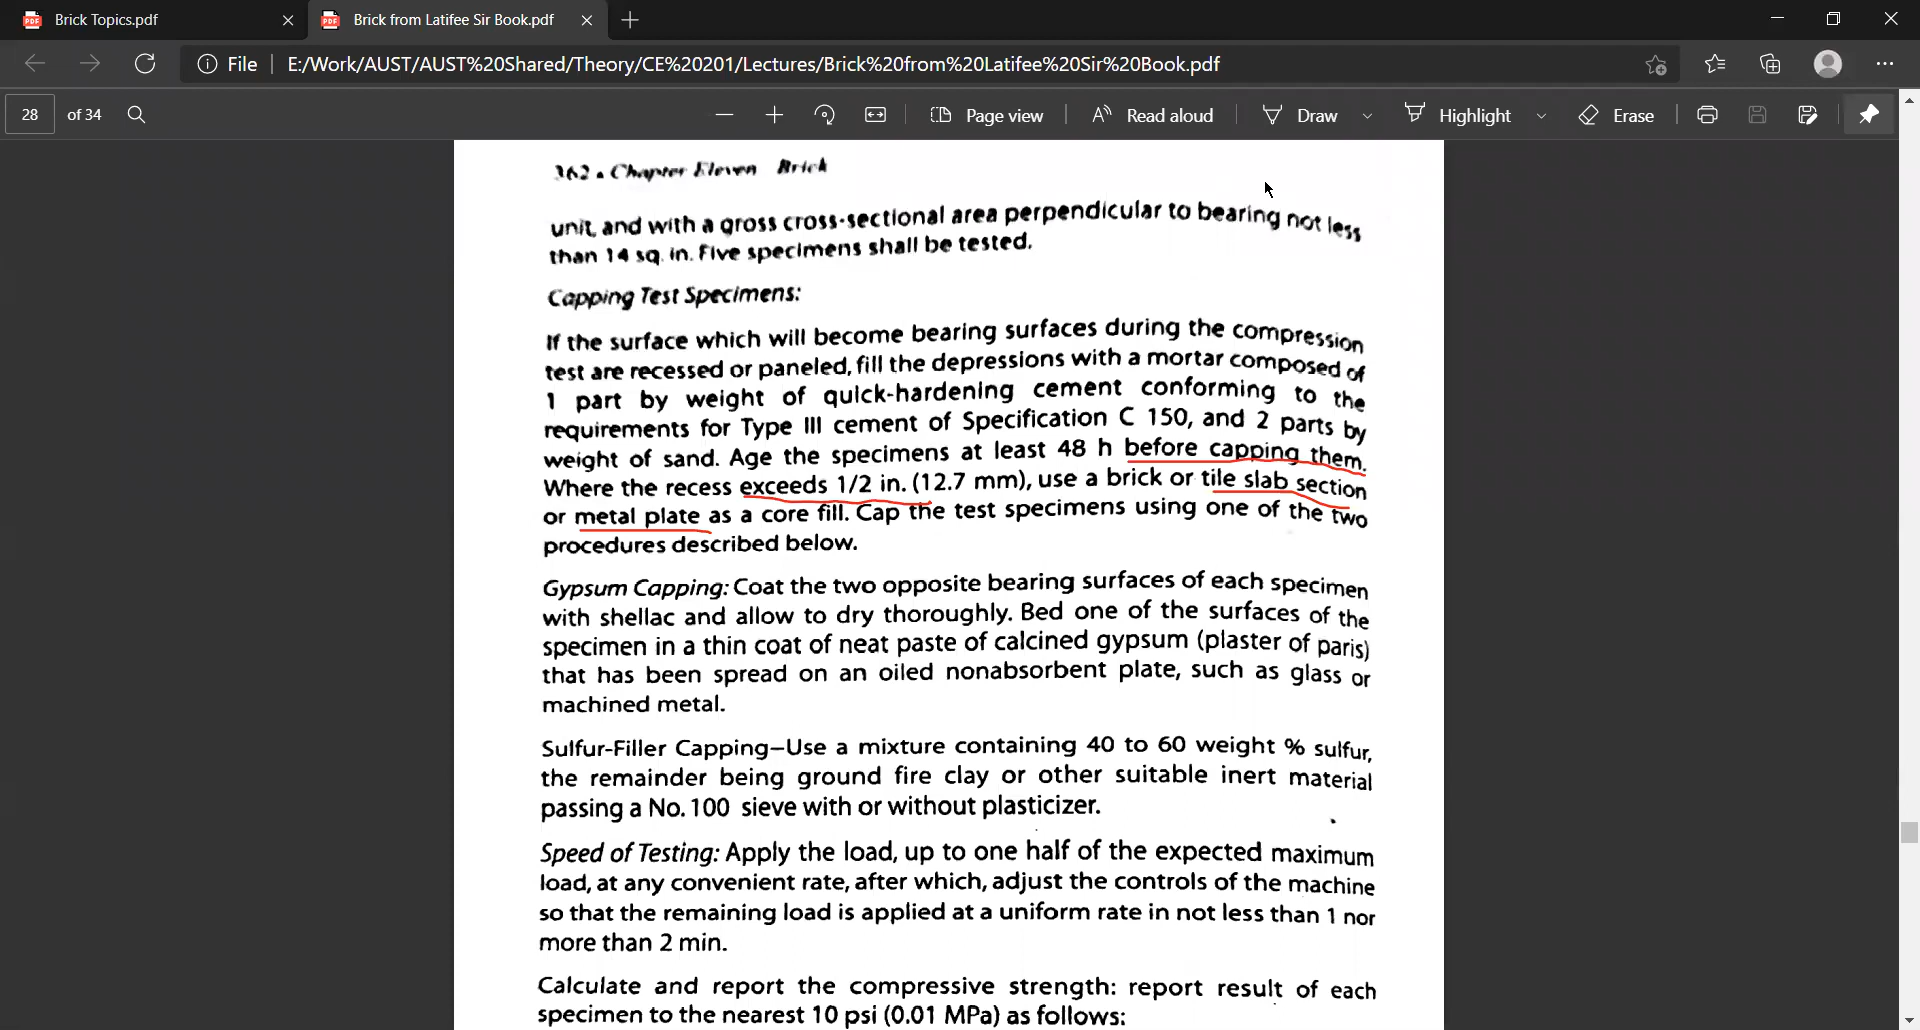 Brick Topics.pdf
Brick from Latifee Sir Book.pdf
File
E:/Work/AUST/AUST%20Shared/Theory/CE%20201/Lectures/Brick%20from%20Latifee%20Sir%20Book.pdf
28 of 34
Page view
Read aloud
Draw
Highlight
Erase
362 • Chapter Eleven Brick
unit, and with a gross cross-sectional area perpendicular to bearing not less
than 14 sq. in. Five specimens shall be tested.
Capping Test Specimens:
If the surface which will become bearing surfaces during the compression
test are recessed or paneled, fill the depressions with a mortar composed of
1 part by weight of quick-hardening cement conforming to the
requirements for Type III cement of Specification C 150, and 2 parts by
weight of sand. Age the specimens at least 48 h before capping them.
Where the recess exceeds 1/2 in. (12.7 mm), use a brick or tile slab section
or metal plate as a core fill. Cap the test specimens using one of the two
procedures described below.
Gypsum Capping: Coat the two opposite bearing surfaces of each specimen
with shellac and allow to dry thoroughly. Bed one of the surfaces of the
specimen in a thin coat of neat paste of calcined gypsum (plaster of paris)
that has been spread on an oiled nonabsorbent plate, such as glass or
machined metal.
Sulfur-Filler Capping–Use a mixture containing 40 to 60 weight % sulfur,
the remainder being ground fire clay or other suitable inert material
passing a No. 100 sieve with or without plasticizer.
Speed of Testing: Apply the load, up to one half of the expected maximum
load, at any convenient rate, after which, adjust the controls of the machine
so that the remaining load is applied at a uniform rate in not less than 1 nor
more than 2 min.
Calculate and report the compressive strength: report result of each
specimen to the nearest 10 psi (0.01 MPa) as follows: